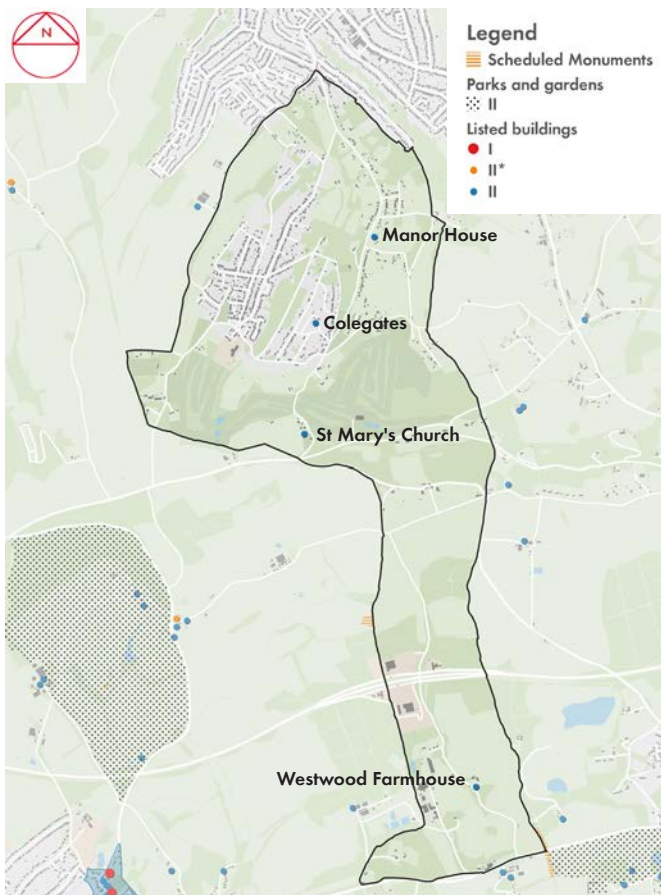 N
Legend
Scheduled Monuments
Parks and gardens
II
Listed buildings
I
II*
II
Manor House
Colegates
St Mary's Church
Westwood Farmhouse